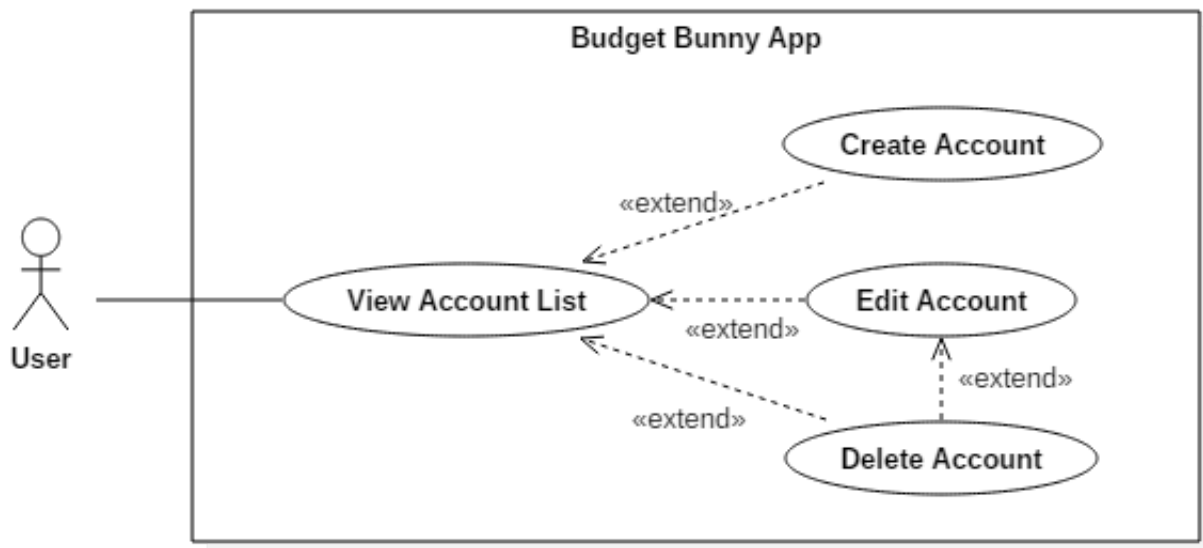 Budget Bunny App
Create Account
«extend»
View Account List
Edit Account
«extend»
User
«extend»
«extend»
Delete Account